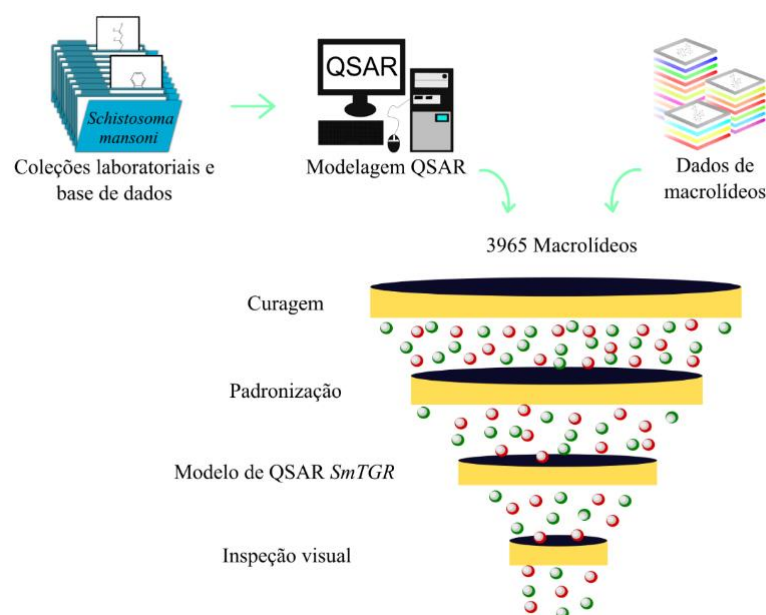 QSAR
Schistosoma
mansoni
Coleções laboratoriais e
base de dados
Modelagem QSAR
Dados de
macrolídeos
3965 Macrolídeos
Curagem
Padronização
Modelo de QSAR SmTGR
Inspeção visual